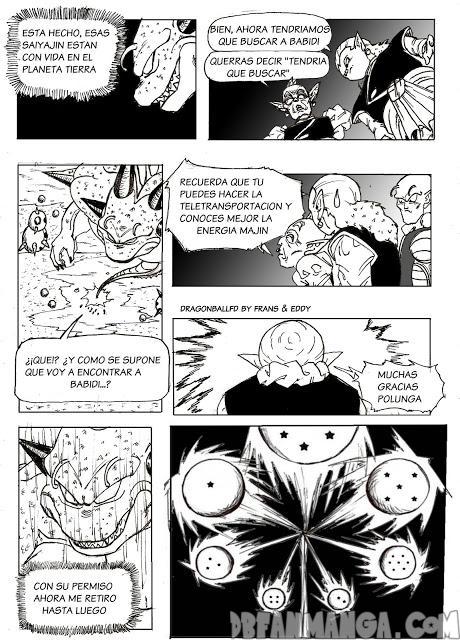 ESTA HECHO, ESAS
SAIYAJIN ESTAN
CON VIDA EN EL
PLANETA TIERRA
BIEN, AHORA TENDRIAMOS
QUE BUSCAR A BABIDI
QUERRAS DECIR "TENDRIA
QUE BUSCAR"
RECUERDA QUE TU
PUEDES HACER LA
TELETRANSPORTACION Y
CONOCES MEJOR LA
ENERGIA MAJIN
¿¡QUE!? ¿Y COMO SE SUPONE
QUE VOY A ENCONTRAR A
BABIDI...?
DRAGONBALLFD BY FRANS & EDDY
MUCHAS
GRACIAS
POLUNGA
CON SU PERMISO
AHORA ME RETIRO
HASTA LUEGO
DREANMANGA.COM